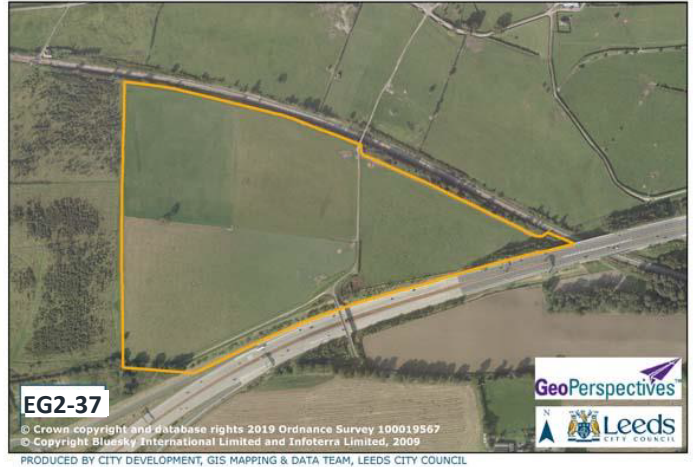 EG2-37
© Crown copyright and database rights 2019 Ordnance Survey 100019567
© Copyright Bluesky International Limited and Infoterra Limited, 2009
GeoPerspectives™
N
Leeds
CITY COUNCIL
PRODUCED BY CITY DEVELOPMENT, GIS MAPPING & DATA TEAM, LEEDS CITY COUNCIL